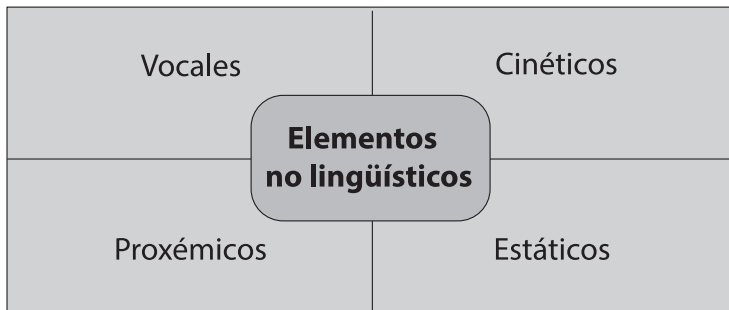 Vocales
Cinéticos
Elementos
no lingüísticos
Proxémicos
Estáticos